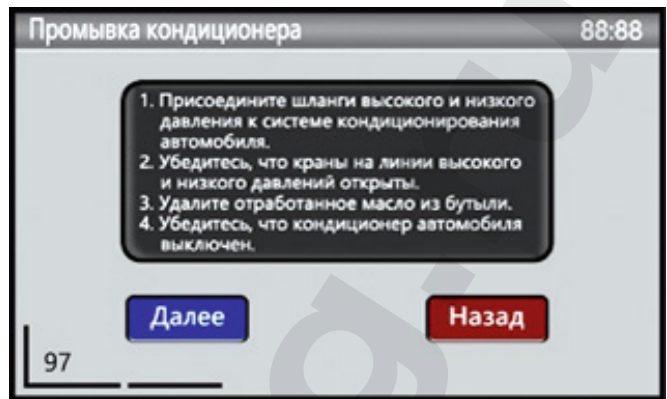 Промывка кондиционера 88:88
1. Присоедините шланги высокого и низкого
давления к системе кондиционирования
автомобиля.
2. Убедитесь, что краны на линии высокого
и низкого давлений открыты.
3. Удалите отработанное масло из бутыли.
4. Убедитесь, что кондиционер автомобиля
выключен.
Далее Назад
97